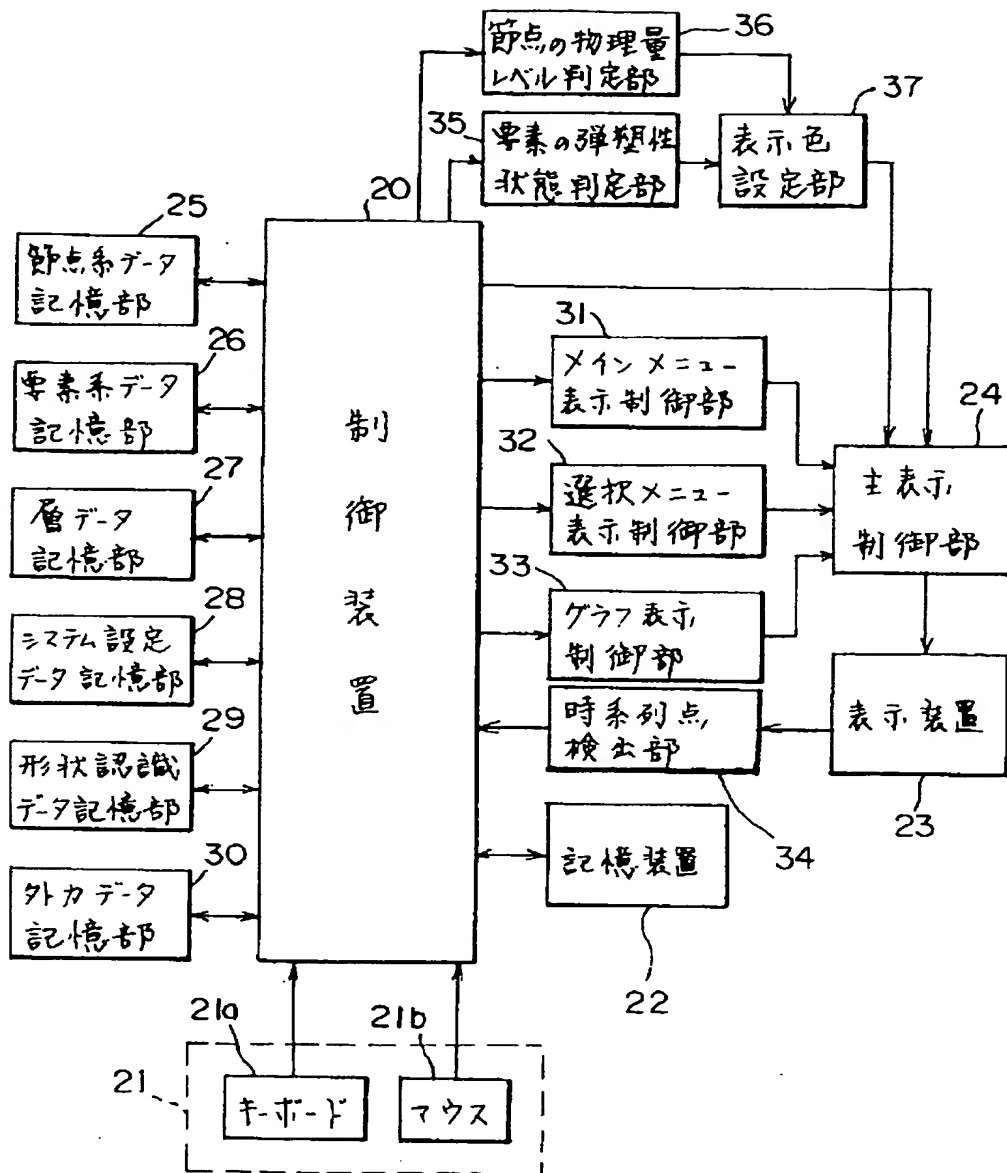 36
節点の物理量
レベル判定部
37
35
要素の弾塑性
状態判定部
表示色
設定部
20
25
節点系データ
記憶部
31
メインメニュー
表示制御部
26
要素系データ
記憶部
24
主表示
制御部
制御装置
32
選択メニュー
表示制御部
27
層データ
記憶部
33
グラフ表示
制御部
28
システム設定
データ記憶部
時系列点
検出部
34
表示装置
23
29
形状認識
データ記憶部
記憶装置
22
30
外力データ
記憶部
21
21a
キーボード
21b
マウス